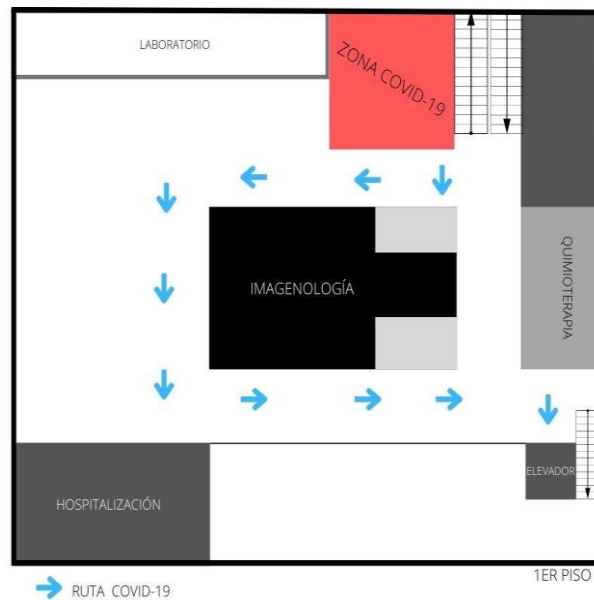 LABORATORIO
ZONA COVID-19
IMAGENOLOGÍA
QUIMIOTERAPIA
ELEVADOR
HOSPITALIZACIÓN
1ER PISO
RUTA COVID-19